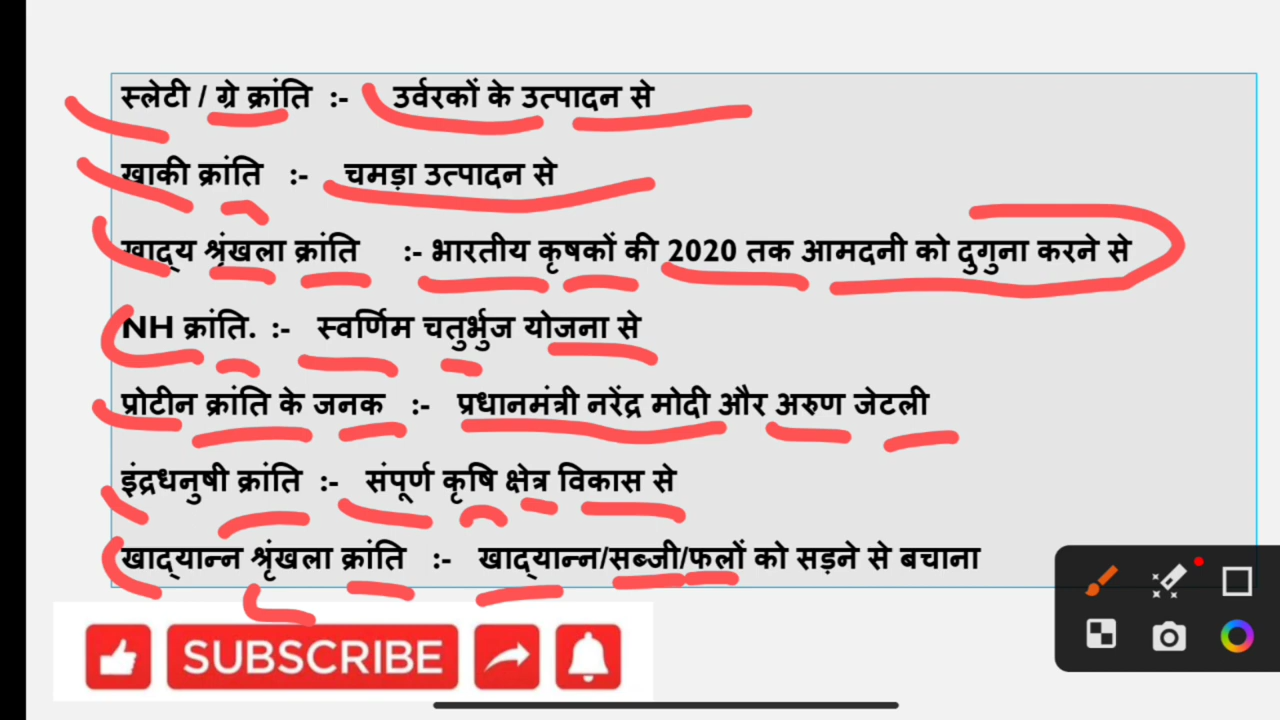 स्लेटी / ग्रे क्रांति :- उर्वरकों के उत्पादन से
खाकी क्रांति :- चमड़ा उत्पादन से
खाद्य श्रृंखला क्रांति :- भारतीय कृषकों की 2020 तक आमदनी को दुगुना करने से
NH क्रांति. :- स्वर्णिम चतुर्भुज योजना से
प्रोटीन क्रांति के जनक :- प्रधानमंत्री नरेंद्र मोदी और अरुण जेटली
इंद्रधनुषी क्रांति :- संपूर्ण कृषि क्षेत्र विकास से
खाद्यान्न श्रृंखला क्रांति :- खाद्यान्न/सब्जी/फलों को सड़ने से बचाना
SUBSCRIBE